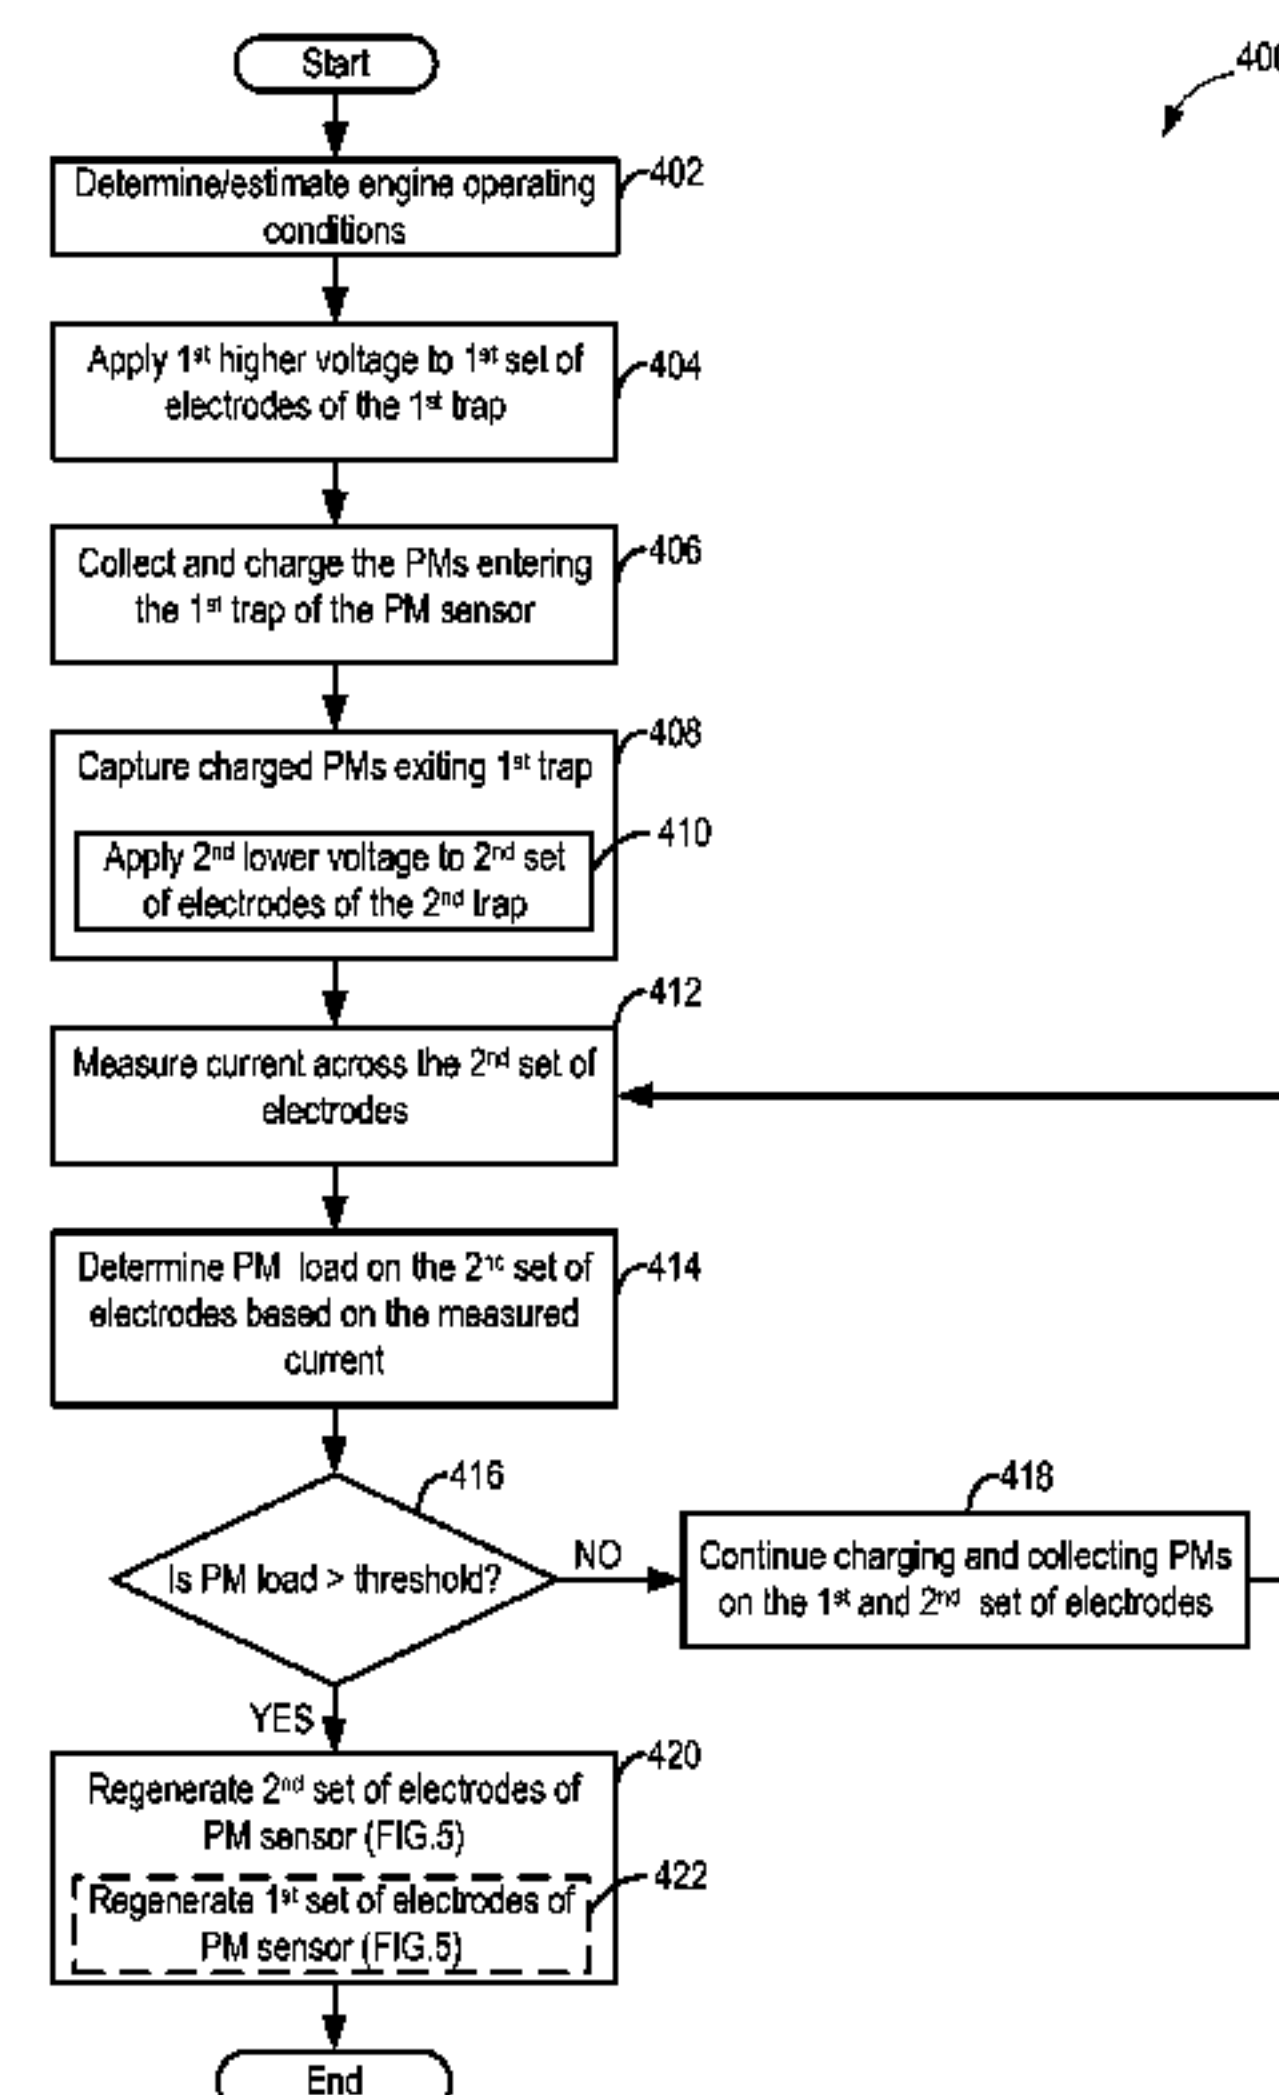 Start
400
Determine/estimate engine operating
conditions
402
Apply 1st higher voltage to 1st set of
electrodes of the 1st trap
404
Collect and charge the PMs entering
the 1st trap of the PM sensor
406
Capture charged PMs exiting 1st trap
408
Apply 2nd lower voltage to 2nd set
of electrodes of the 2nd trap
410
Measure current across the 2nd set of
electrodes
412
Determine PM load on the 2nd set of
electrodes based on the measured
current
414
Is PM load > threshold?
416
NO
Continue charging and collecting PMs
on the 1st and 2nd set of electrodes
418
YES
Regenerate 2nd set of electrodes of
PM sensor (FIG.5)
420
Regenerate 1st set of electrodes of
PM sensor (FIG.5)
422
End